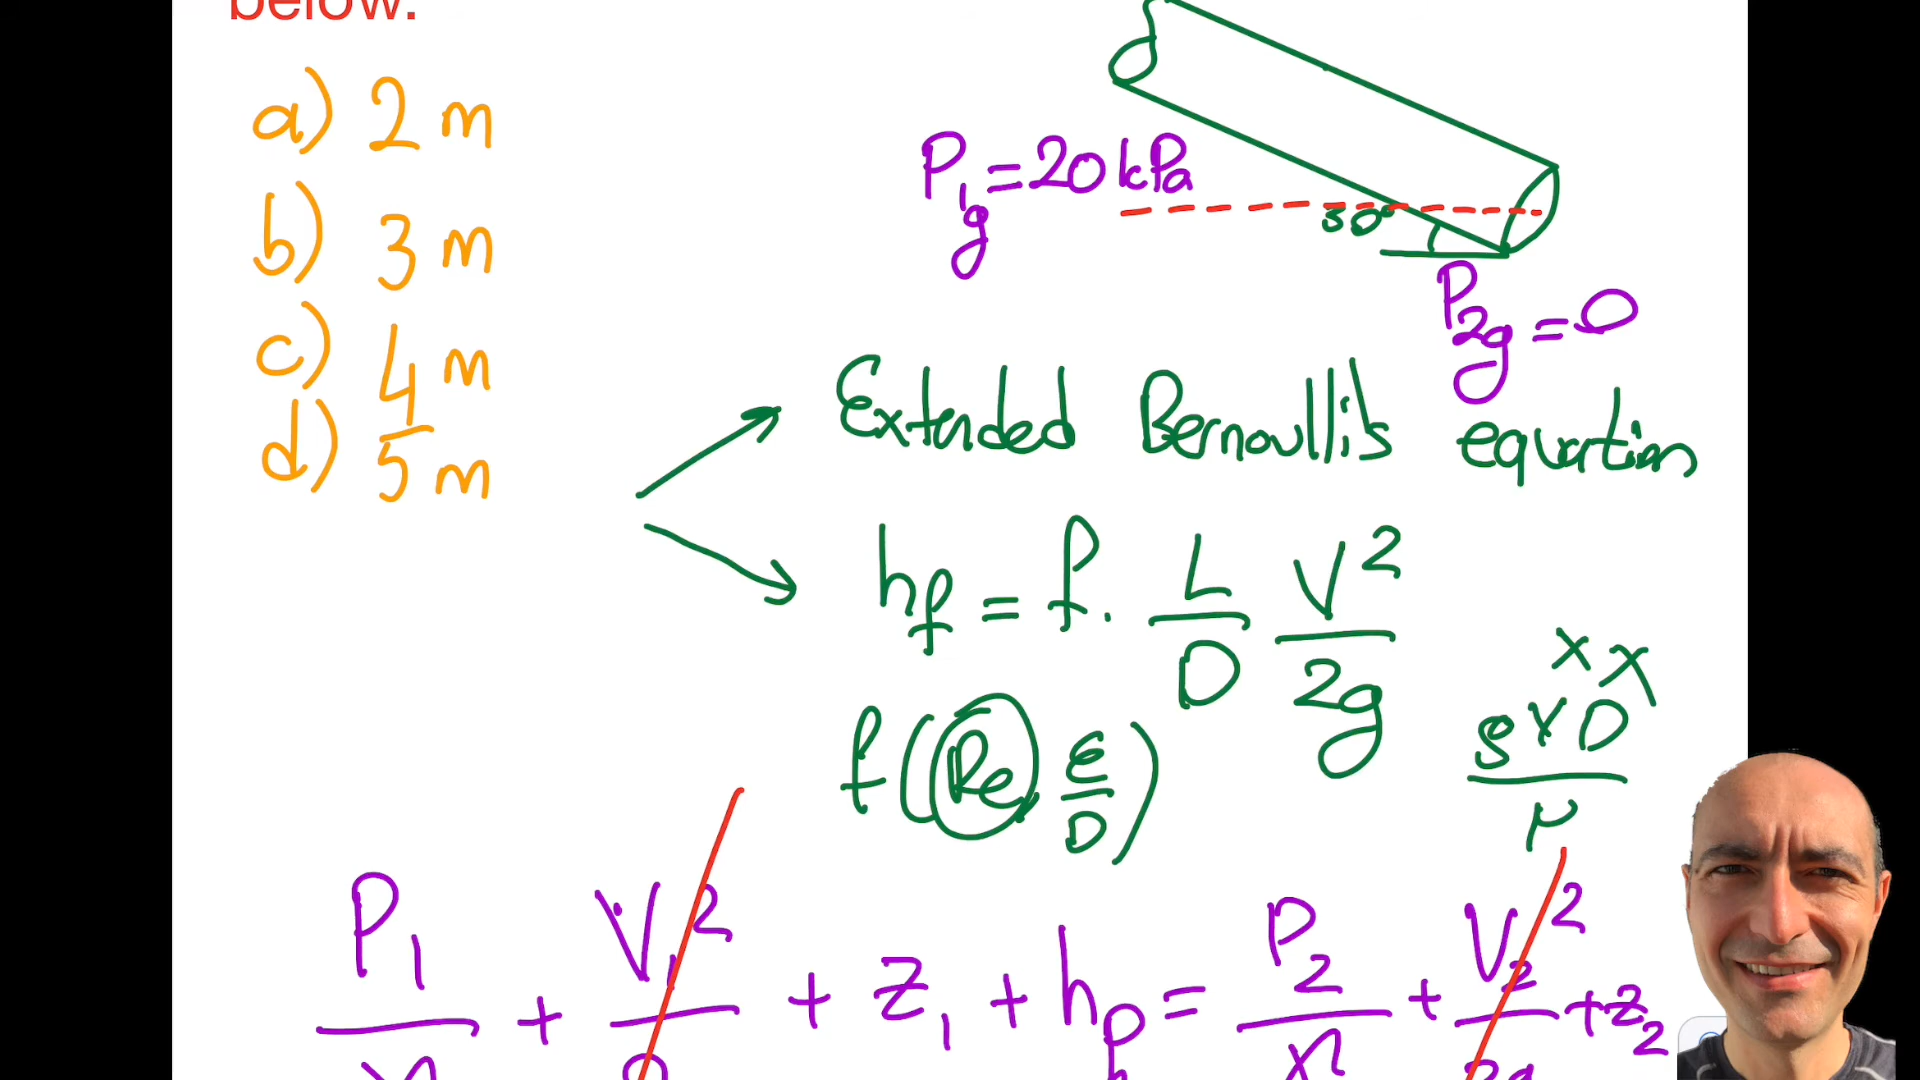 below.
a) 2 m
b) 3 m
c) 4 m
d) 5 m
P1g = 20 kPa
30°
P2g = 0
Extended Bernoulli's equation
hf = f . L/D V²/2g
f (Re, ε/D)
ρVD/μ
P1/γ + V1²/2g + z1 + hp = P2/γ + V2²/2g + z2